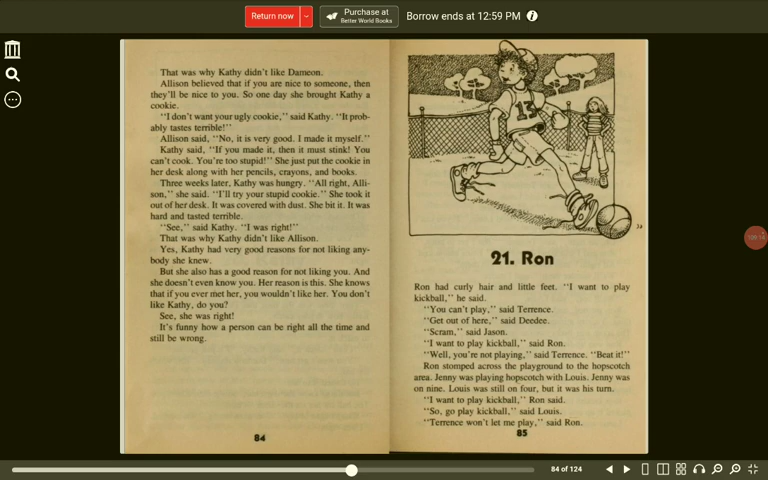 Return now
Purchase at
Better World Books
Borrow ends at 12:59 PM
That was why Kathy didn't like Dameon.
Allison believed that if you are nice to someone, then
they'll be nice to you. So one day she brought Kathy a
cookie.
"I don't want your ugly cookie," said Kathy. "It prob-
ably tastes terrible!"
Allison said, "No, it is very good. I made it myself."
Kathy said, "If you made it, then it must stink! You
can't cook. You're too stupid!" She just put the cookie in
her desk along with her pencils, crayons, and books.
Three weeks later, Kathy was hungry. "All right, Alli-
son," she said. "I'll try your stupid cookie." She took it
out of her desk. It was covered with dust. She bit it. It was
hard and tasted terrible.
"See," said Kathy. "I was right!"
That was why Kathy didn't like Allison.
Yes, Kathy had very good reasons for not liking any-
body she knew.
But she also has a good reason for not liking you. And
she doesn't even know you. Her reason is this. She knows
that if you ever met her, you wouldn't like her. You don't
like Kathy, do you?
See, she was right!
It's funny how a person can be right all the time and
still be wrong.
84
13
21. Ron
Ron had curly hair and little feet. "I want to play
kickball," he said.
"You can't play," said Terrence.
"Get out of here," said Deedee.
"Scram," said Jason.
"I want to play kickball," said Ron.
"Well, you're not playing," said Terrence. "Beat it!"
Ron stomped across the playground to the hopscotch
area. Jenny was playing hopscotch with Louis. Jenny was
on nine. Louis was still on four, but it was his turn.
"I want to play kickball," Ron said.
"So, go play kickball," said Louis.
"Terrence won't let me play," said Ron.
85
84 of 124